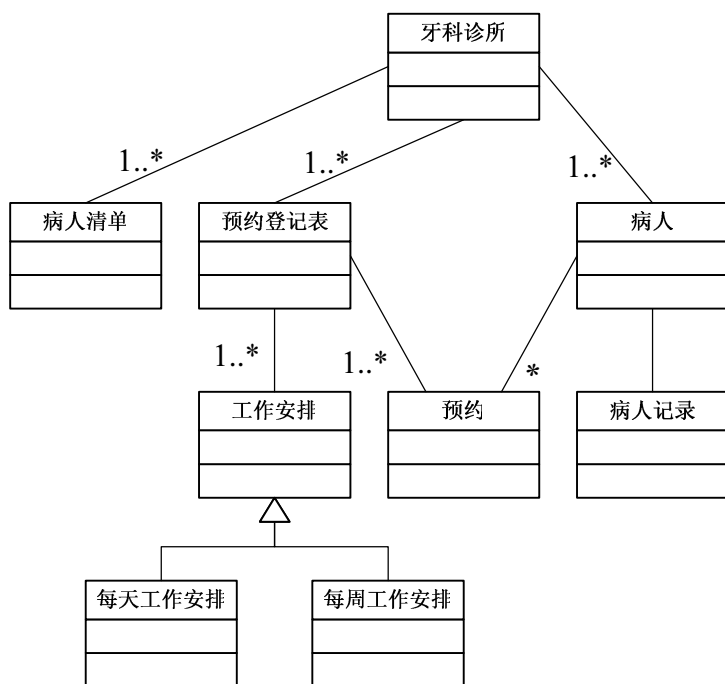 牙科诊所
1..*
1..*
1..*
病人清单
预约登记表
病人
1..*
1..*
*
工作安排
预约
病人记录
每天工作安排
每周工作安排